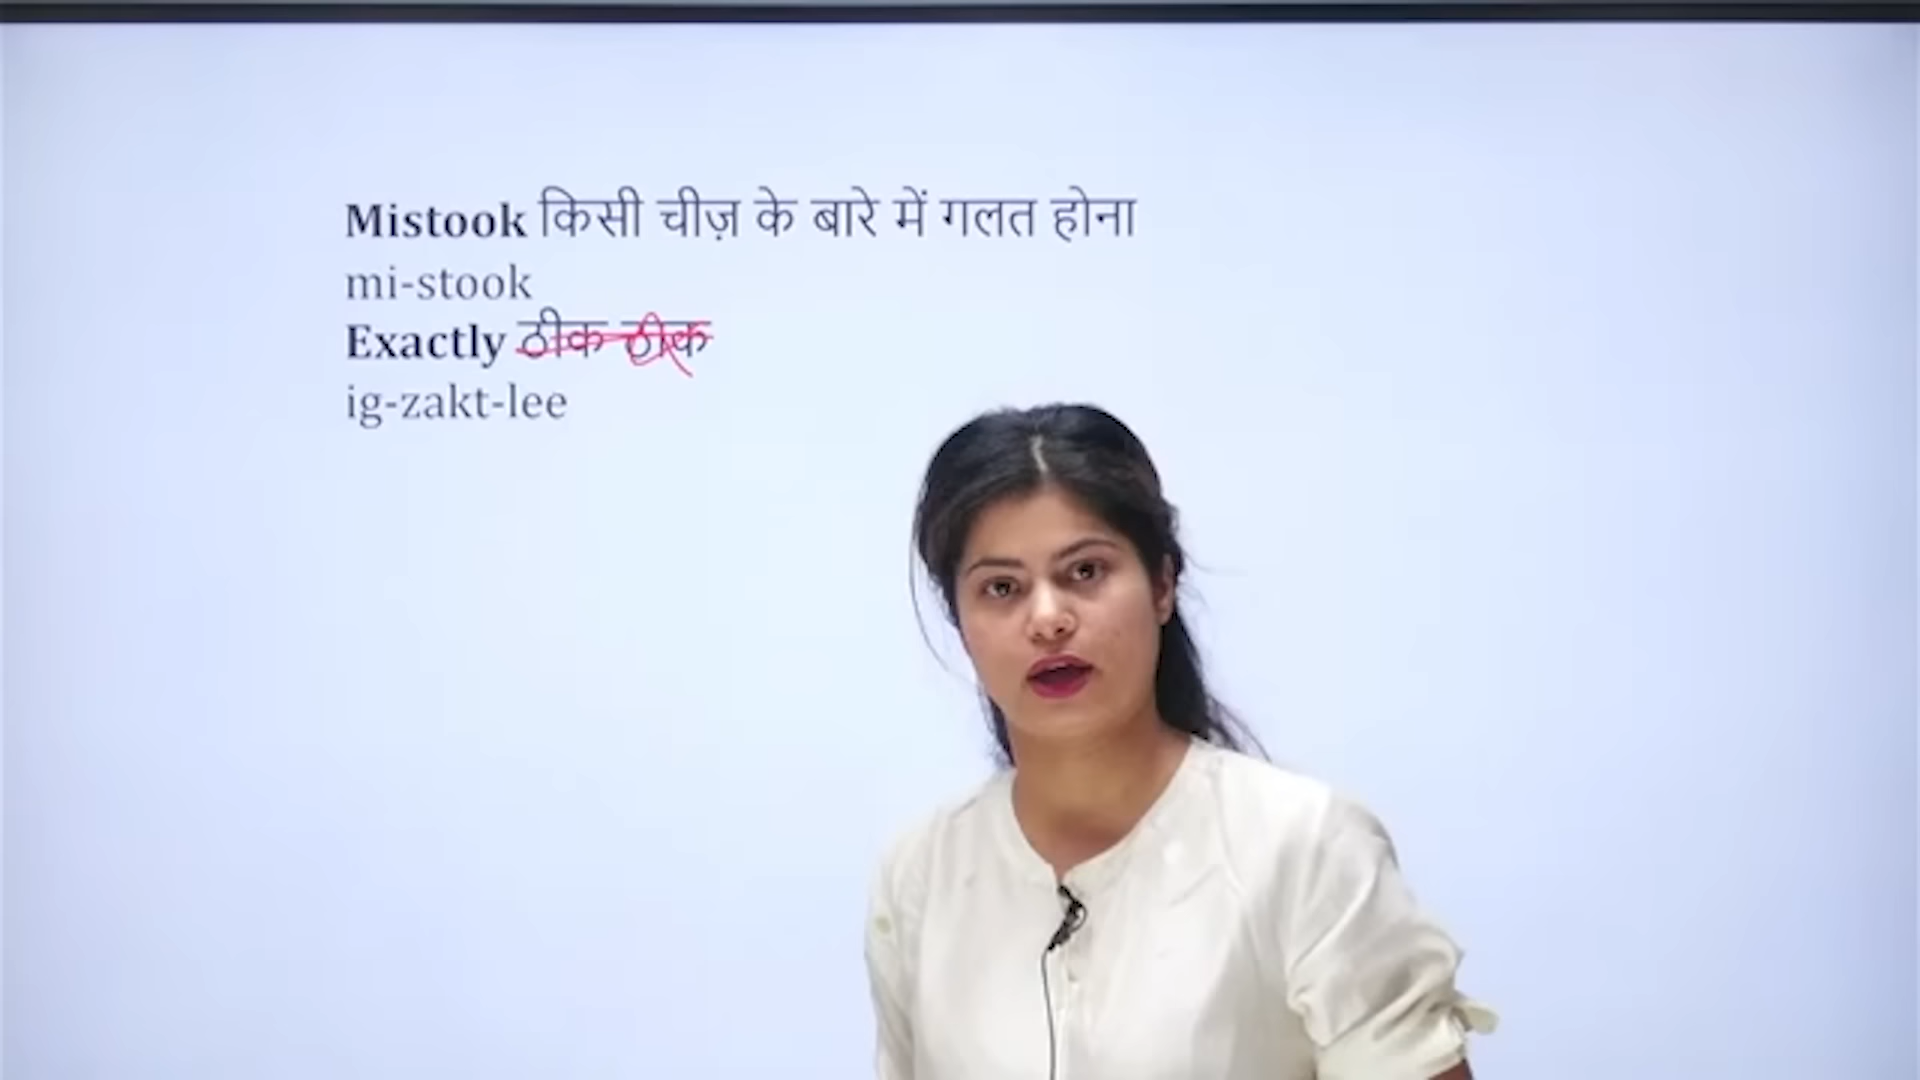 Mistook किसी चीज़ के बारे में गलत होना
mi-stook
Exactly ठीक ठीक
ig-zakt-lee